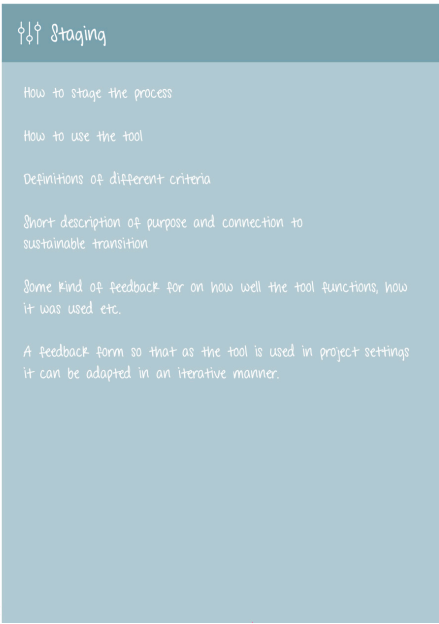 Staging
How to stage the process
How to use the tool
Definitions of different criteria
Short description of purpose and connection to
sustainable transition
Some kind of feedback for on how well the tool functions, how
it was used etc.
A feedback form so that as the tool is used in project settings
it can be adapted in an iterative manner.